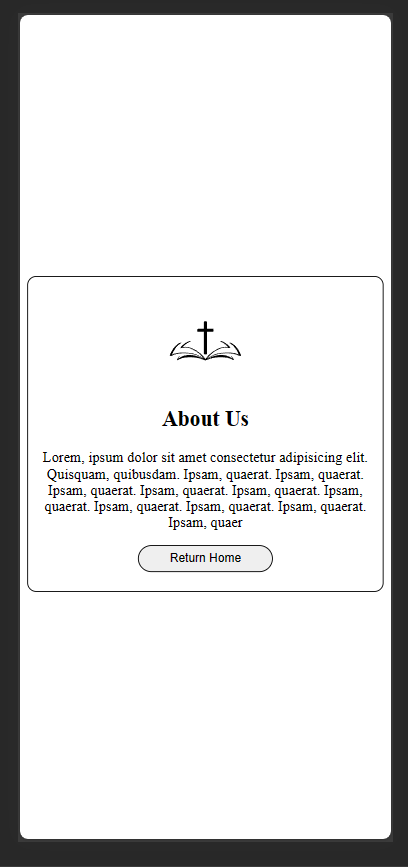 About Us
Lorem, ipsum dolor sit amet consectetur adipisicing elit.
Quisquam, quibusdam. Ipsam, quaerat. Ipsam, quaerat.
Ipsam, quaerat. Ipsam, quaerat. Ipsam, quaerat. Ipsam,
quaerat. Ipsam, quaerat. Ipsam, quaerat. Ipsam, quaerat.
Ipsam, quaer
Return Home